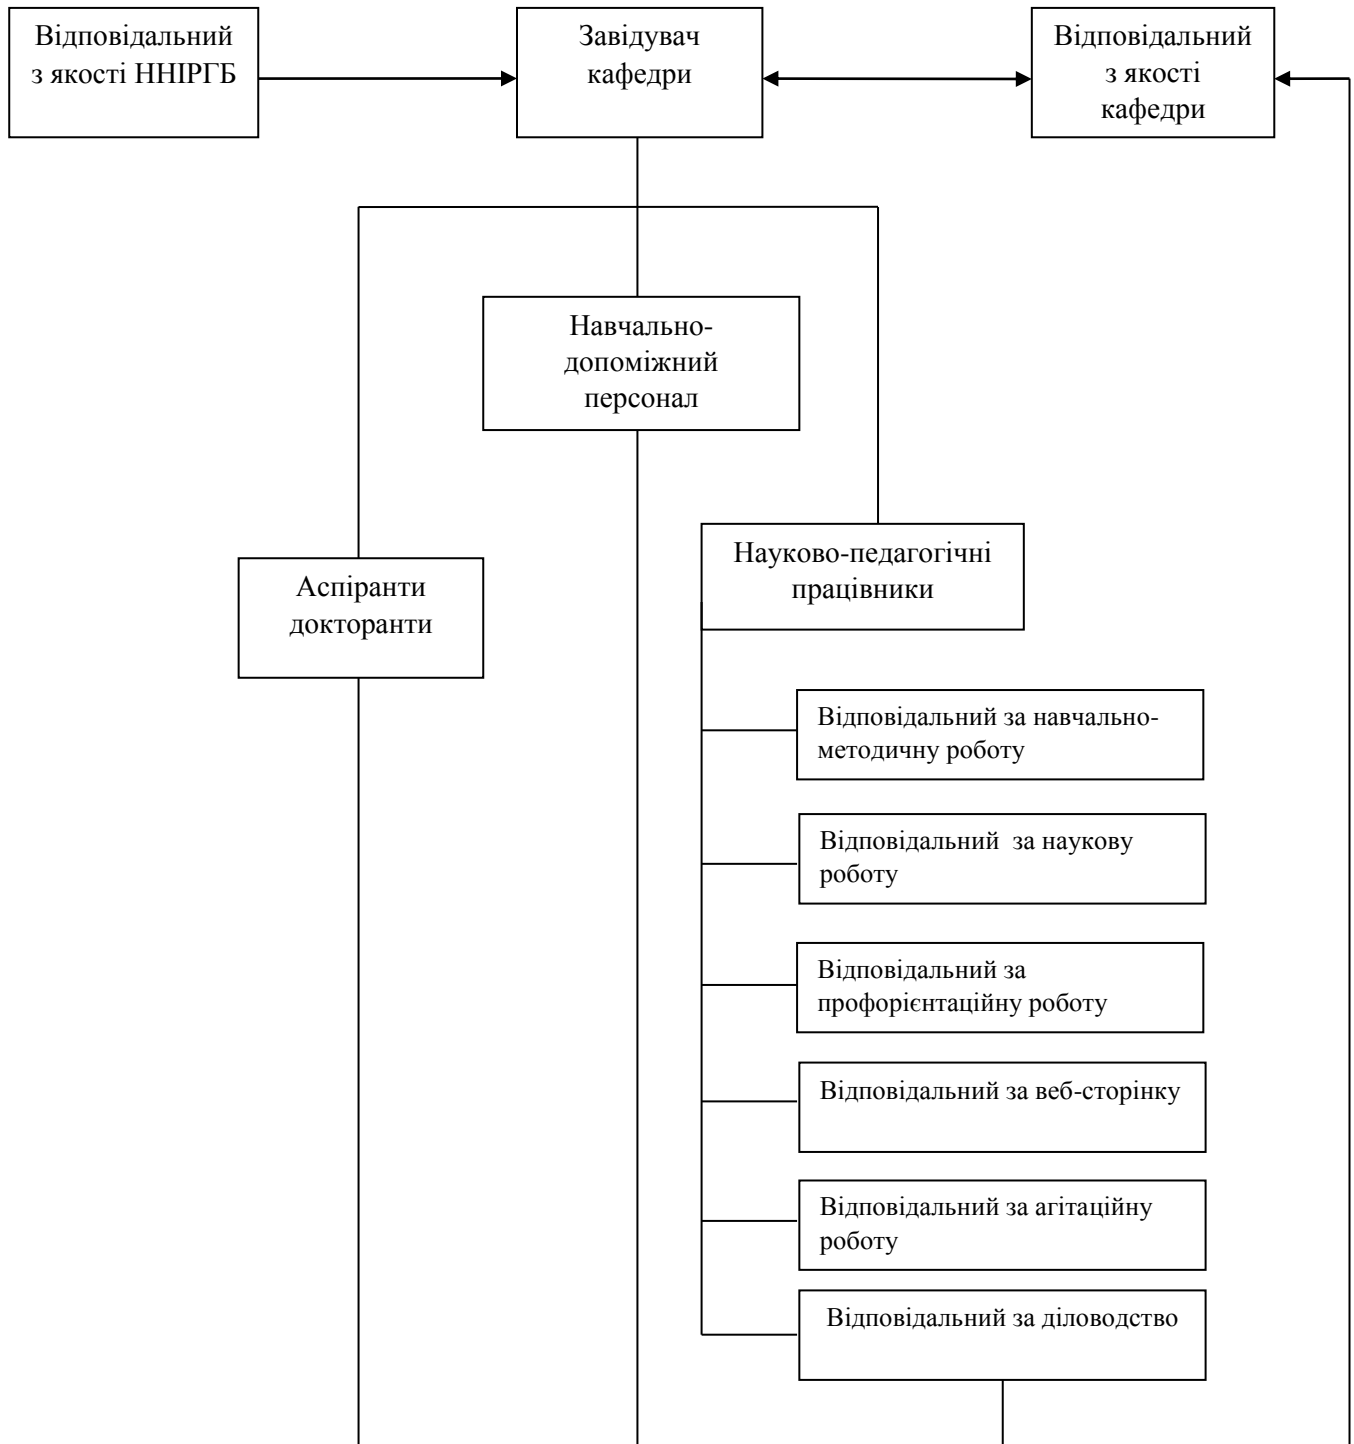 Відповідальний
з якості ННІРГБ
Завідувач
кафедри
Відповідальний
з якості
кафедри
Навчально-
допоміжний
персонал
Науково-педагогічні
працівники
Аспіранти
докторанти
Відповідальний за навчально-
методичну роботу
Відповідальний за наукову
роботу
Відповідальний за
профорієнтаційну роботу
Відповідальний за веб-сторінку
Відповідальний за агітаційну
роботу
Відповідальний за діловодство